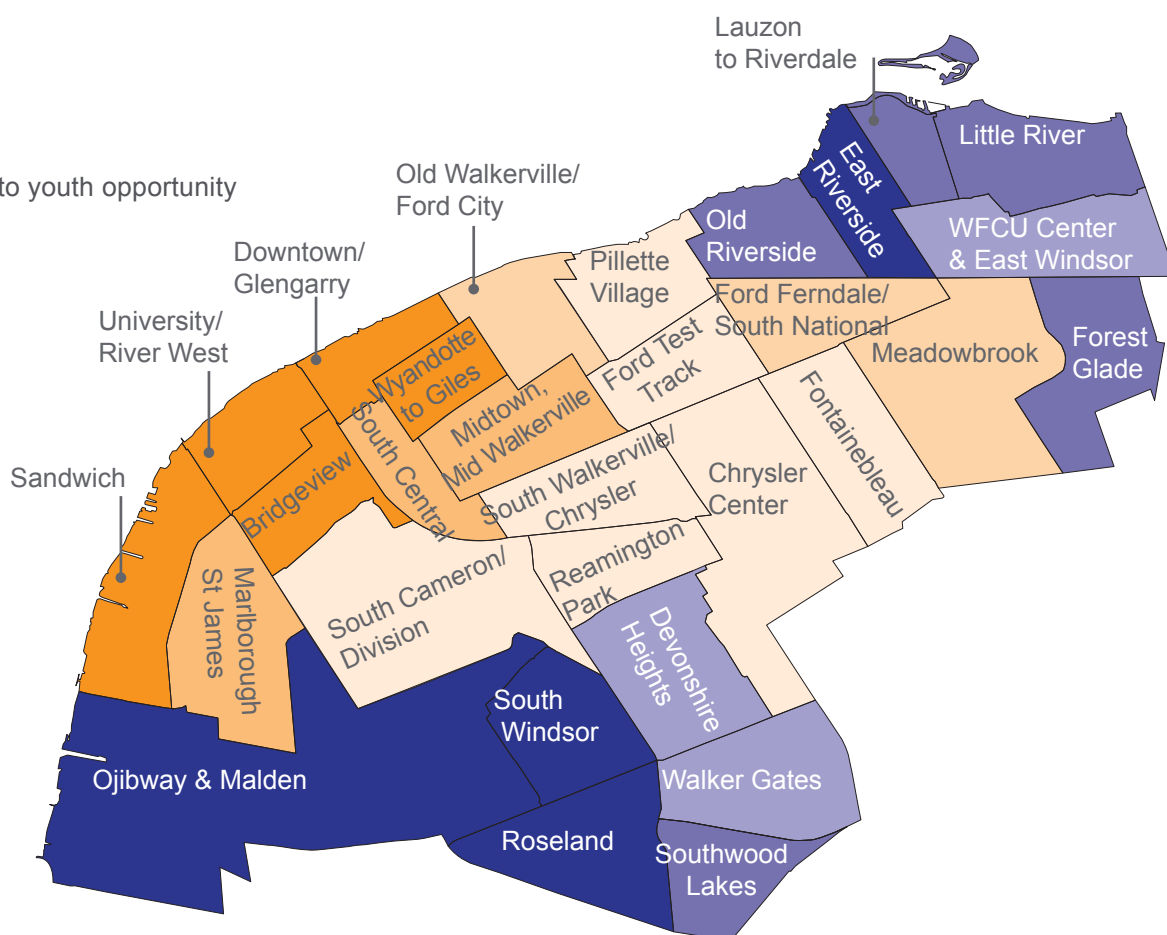 Lauzon
to Riverdale
Little River
to youth opportunity
Old Walkerville/
Ford City
East
Riverside
Old
Riverside
WFCU Center
& East Windsor
Downtown/
Glengarry
Pillette
Village
Ford Ferndale/
South National
University/
River West
Meadowbrook
Forest
Glade
Wyandotte
to Giles
Ford Test
Track
Fontainebleau
Midtown,
Mid Walkerville
South Central
Sandwich
Bridgeview
South Walkerville/
Chrysler
Chrysler
Center
Marlborough
St James
South Cameron/
Division
Reamington
Park
Devonshire
Heights
South
Windsor
Ojibway & Malden
Walker Gates
Roseland
Southwood
Lakes